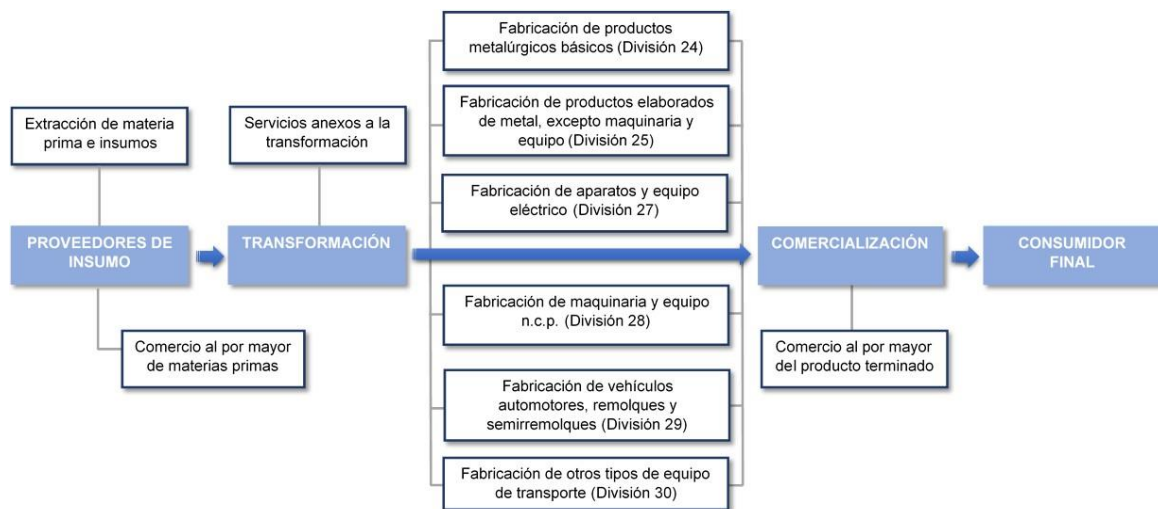 Fabricación de productos
metalúrgicos básicos (División 24)
Extracción de materia
prima e insumos
Servicios anexos a la
transformación
Fabricación de productos elaborados
de metal, excepto maquinaria y
equipo (División 25)
Fabricación de aparatos y equipo
eléctrico (División 27)
PROVEEDORES DE
INSUMO
TRANSFORMACIÓN
COMERCIALIZACIÓN
CONSUMIDOR
FINAL
Fabricación de maquinaria y equipo
n.c.p. (División 28)
Comercio al por mayor
de materias primas
Comercio al por mayor
del producto terminado
Fabricación de vehículos
automotores, remolques y
semirremolques (División 29)
Fabricación de otros tipos de equipo
de transporte (División 30)